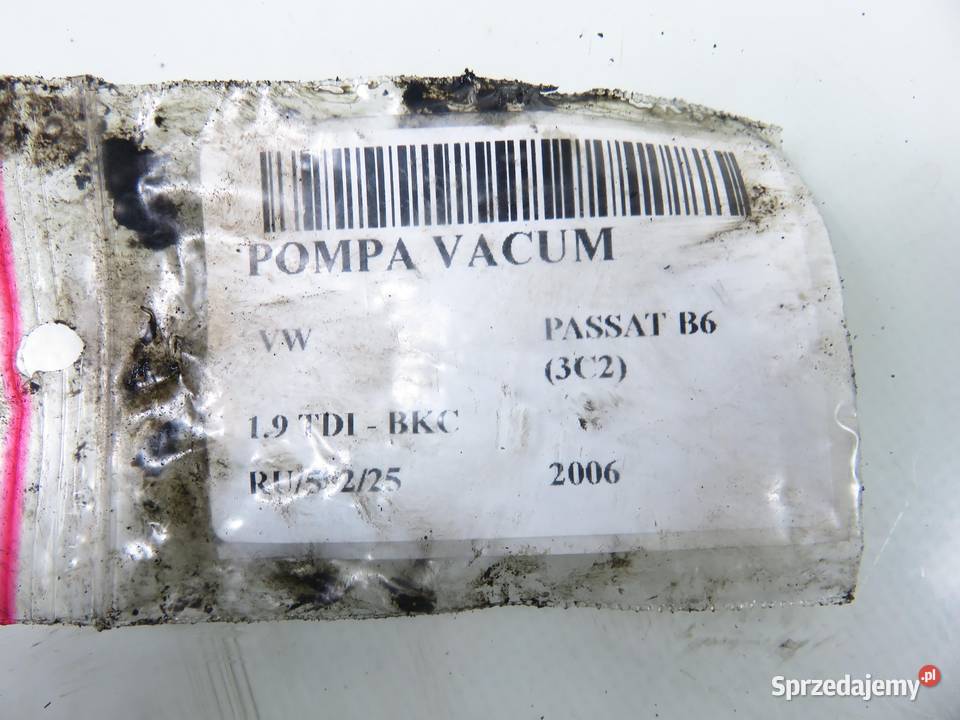 POMPA VACUM
VW PASSAT B6
(3C2)
1.9 TDI - BKC
2006
Sprzedajemy.pl